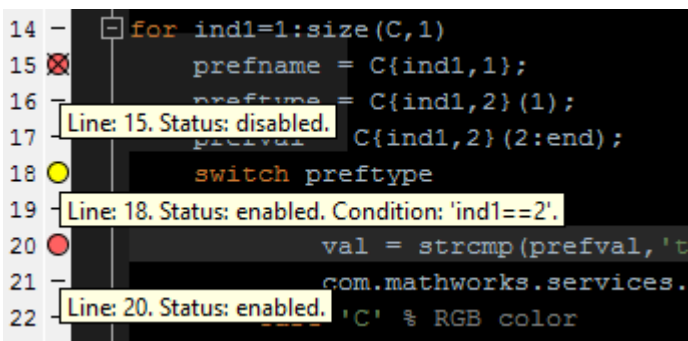 14 – for ind1=1:size(C,1)
15 prefname = C{ind1,1};
16 – preftype = C{ind1,2}(1);
Line: 15. Status: disabled.
17 – prefval = C{ind1,2}(2:end);
18 switch preftype
19 –
Line: 18. Status: enabled. Condition: 'ind1==2'.
20 val = strcmp(prefval,'t
21 – com.mathworks.services.
Line: 20. Status: enabled.
22 – 'C' % RGB color